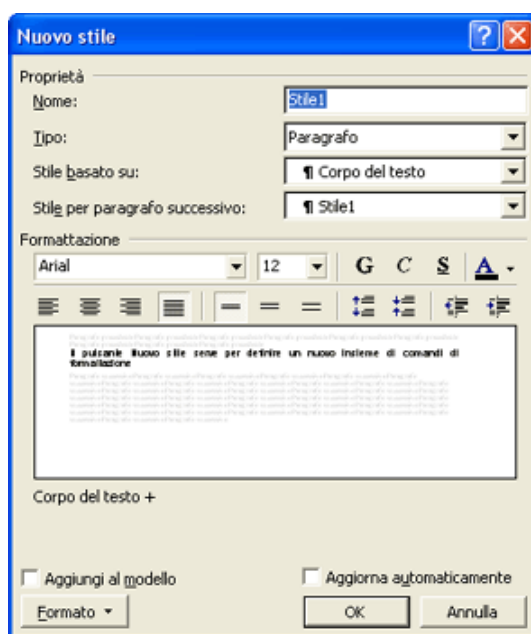 Nuovo stile
Proprietà
Nome: Stile1
Tipo: Paragrafo
Stile basato su: ¶ Corpo del testo
Stile per paragrafo successivo: ¶ Stile1
Formattazione
Arial 12 G C S A
Il pulsante Nuovo stile serve per definire un nuovo insieme di comandi di
formattazione
Corpo del testo +
Aggiungi al modello Aggiorna automaticamente
Formato OK Annulla